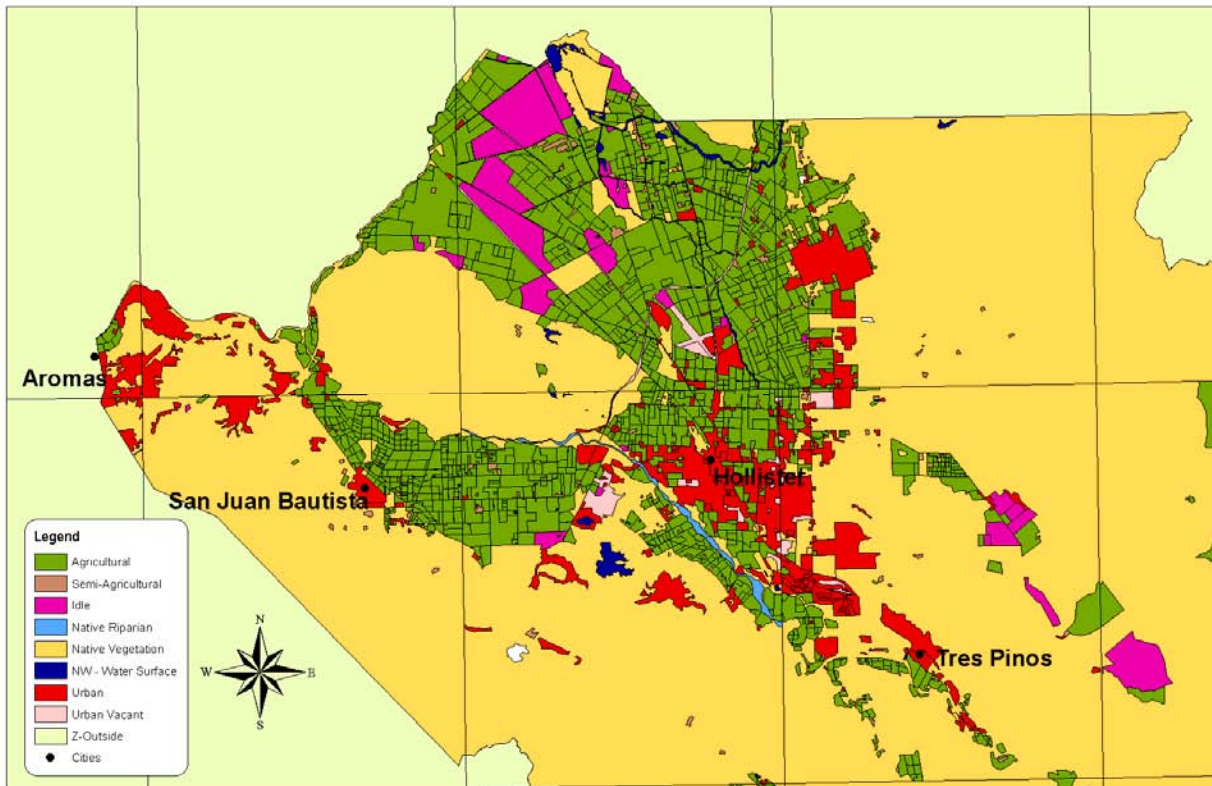 Aromas
San Juan Bautista
Hollister
Tres Pinos
Legend
Agricultural
Semi-Agricultural
Idle
Native Riparian
Native Vegetation
NW - Water Surface
Urban
Urban Vacant
Z-Outside
Cities
N
W
E
S